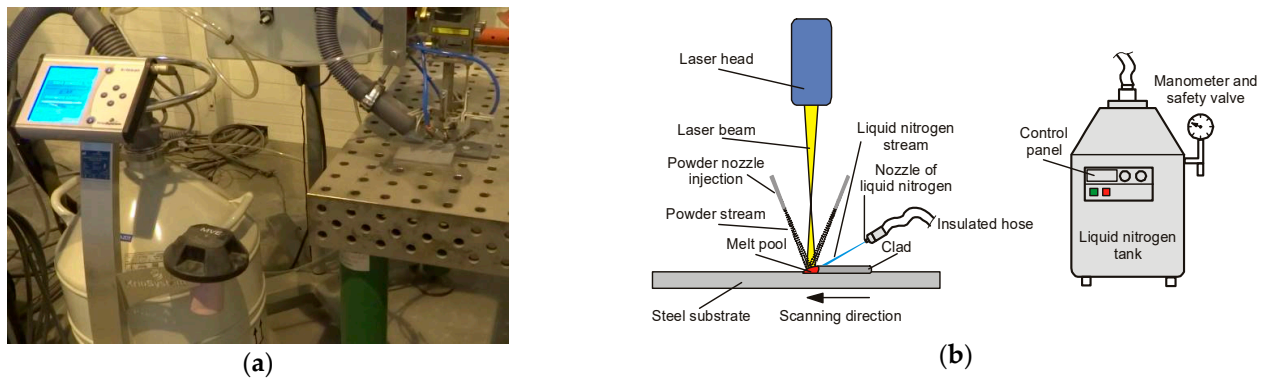 MVE
Laser head
Laser beam
Powder nozzle
injection
Powder stream
Melt pool
Steel substrate
Liquid nitrogen
stream
Nozzle of
liquid nitrogen
Insulated hose
Clad
Scanning direction
Manometer and
safety valve
Control
panel
Liquid nitrogen
tank
(a)
(b)